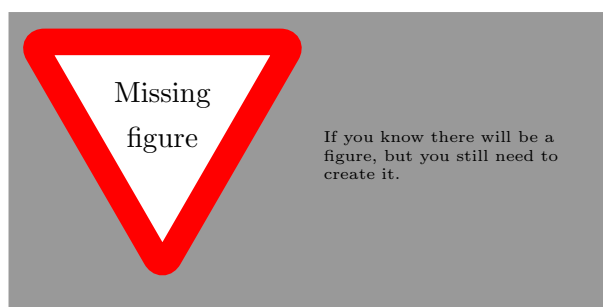 Missing
figure
If you know there will be a
figure, but you still need to
create it.